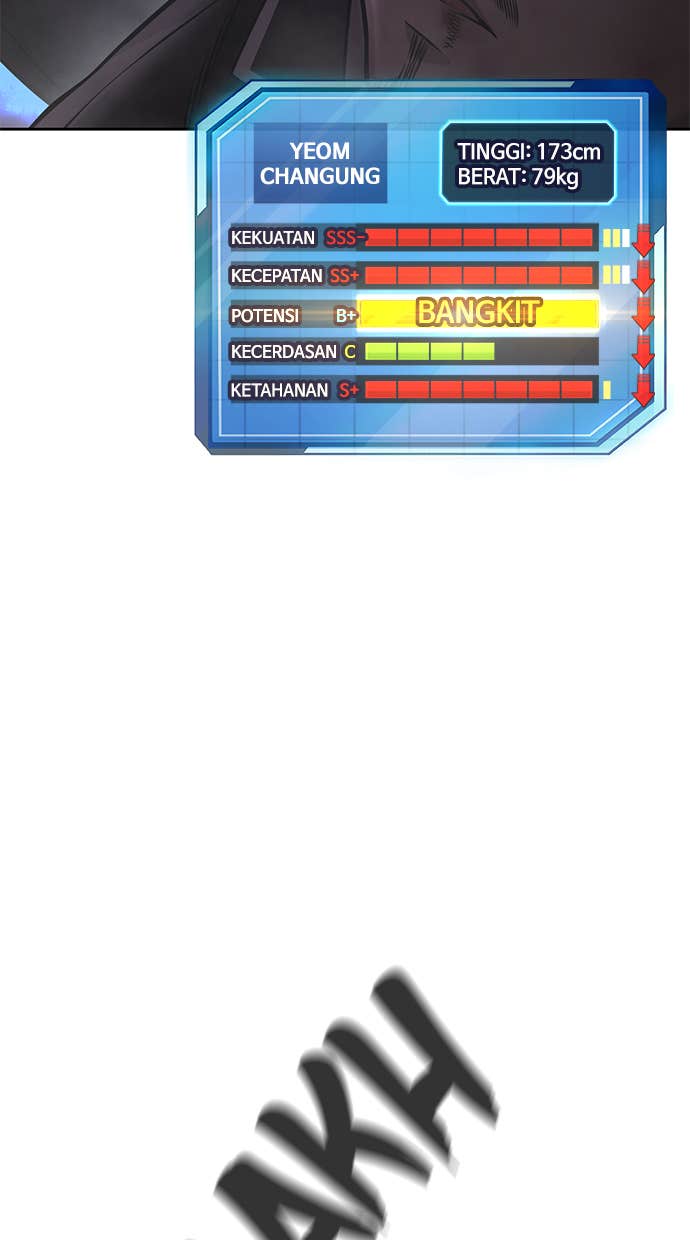 YEOM
CHANGUNG
TINGGI: 173cm
BERAT: 79kg
KEKUATAN SSS-
KECEPATAN SS+
POTENSI B+ BANGKIT
KECERDASAN C
KETAHANAN S+